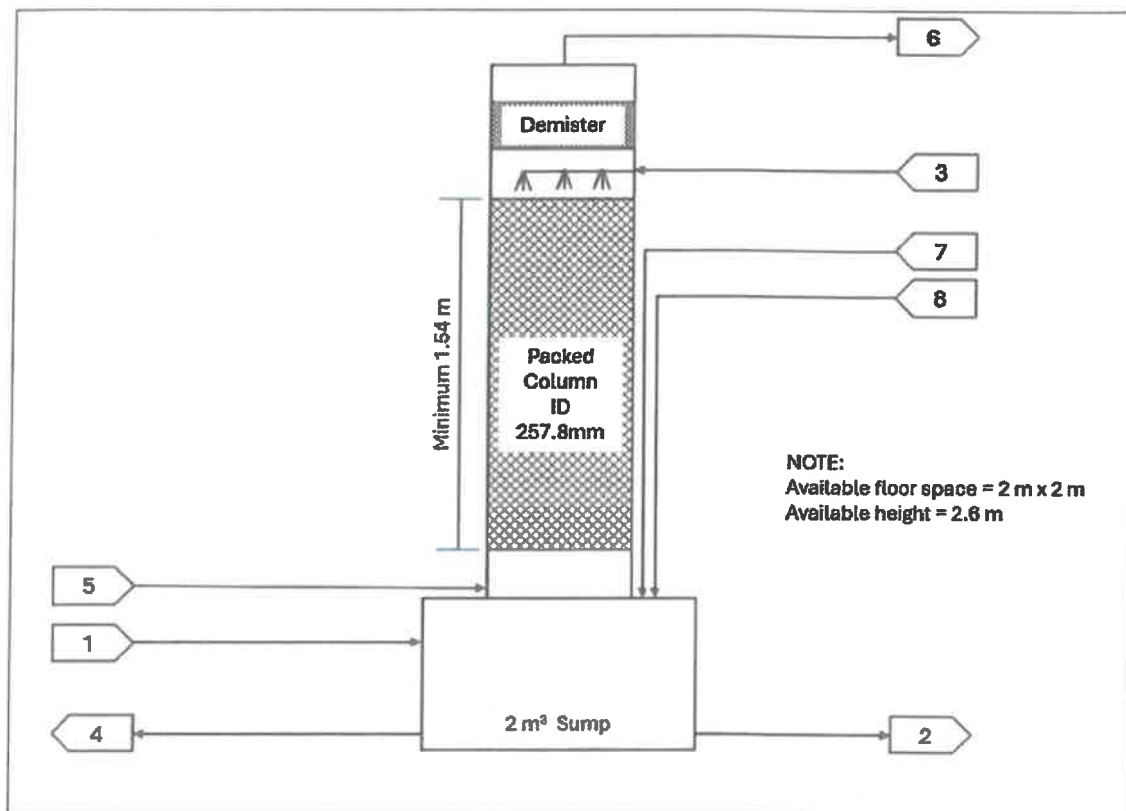 6
Demister
3
7
8
Minimum 1.54 m
Packed
Column
ID
257.8mm
NOTE:
Available floor space = 2 m x 2 m
Available height = 2.6 m
5
1
2 m³ Sump
4
2